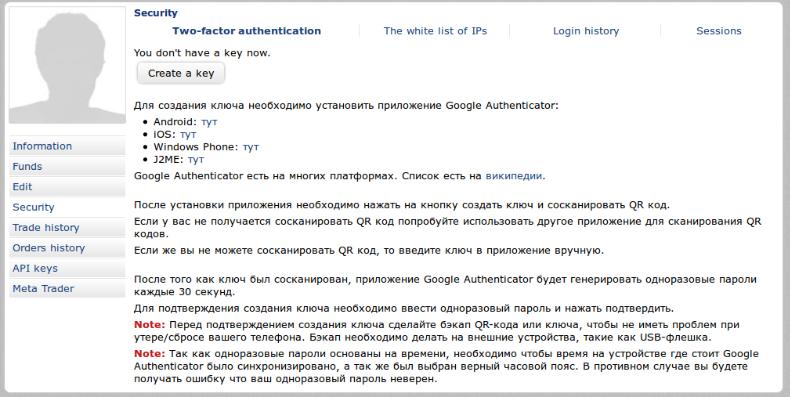 Security
Two-factor authentication
The white list of IPs
Login history
Sessions
You don't have a key now.
Create a key
Information
Funds
Edit
Security
Trade history
Orders history
API keys
Meta Trader
Для создания ключа необходимо установить приложение Google Authenticator:
Android: тут
iOS: тут
Windows Phone: тут
J2ME: тут
Google Authenticator есть на многих платформах. Список есть на википедии.
После установки приложения необходимо нажать на кнопку создать ключ и сосканировать QR код.
Если у вас не получается сосканировать QR код попробуйте использовать другое приложение для сканирования QR
кодов.
Если же вы не можете сосканировать QR код, то введите ключ в приложение вручную.
После того как ключ был сосканирован, приложение Google Authenticator будет генерировать одноразовые пароли
каждые 30 секунд.
Для подтверждения создания ключа необходимо ввести одноразовый пароль и нажать подтвердить.
Note: Перед подтверждением создания ключа сделайте бэкап QR-кода или ключа, чтобы не иметь проблем при
утере/сбросе вашего телефона. Бэкап необходимо делать на внешние устройства, такие как USB-флешка.
Note: Так как одноразовые пароли основаны на времени, необходимо чтобы время на устройстве где стоит Google
Authenticator было синхронизировано, а так же был выбран верный часовой пояс. В противном случае вы будете
получать ошибку что ваш одноразовый пароль неверен.